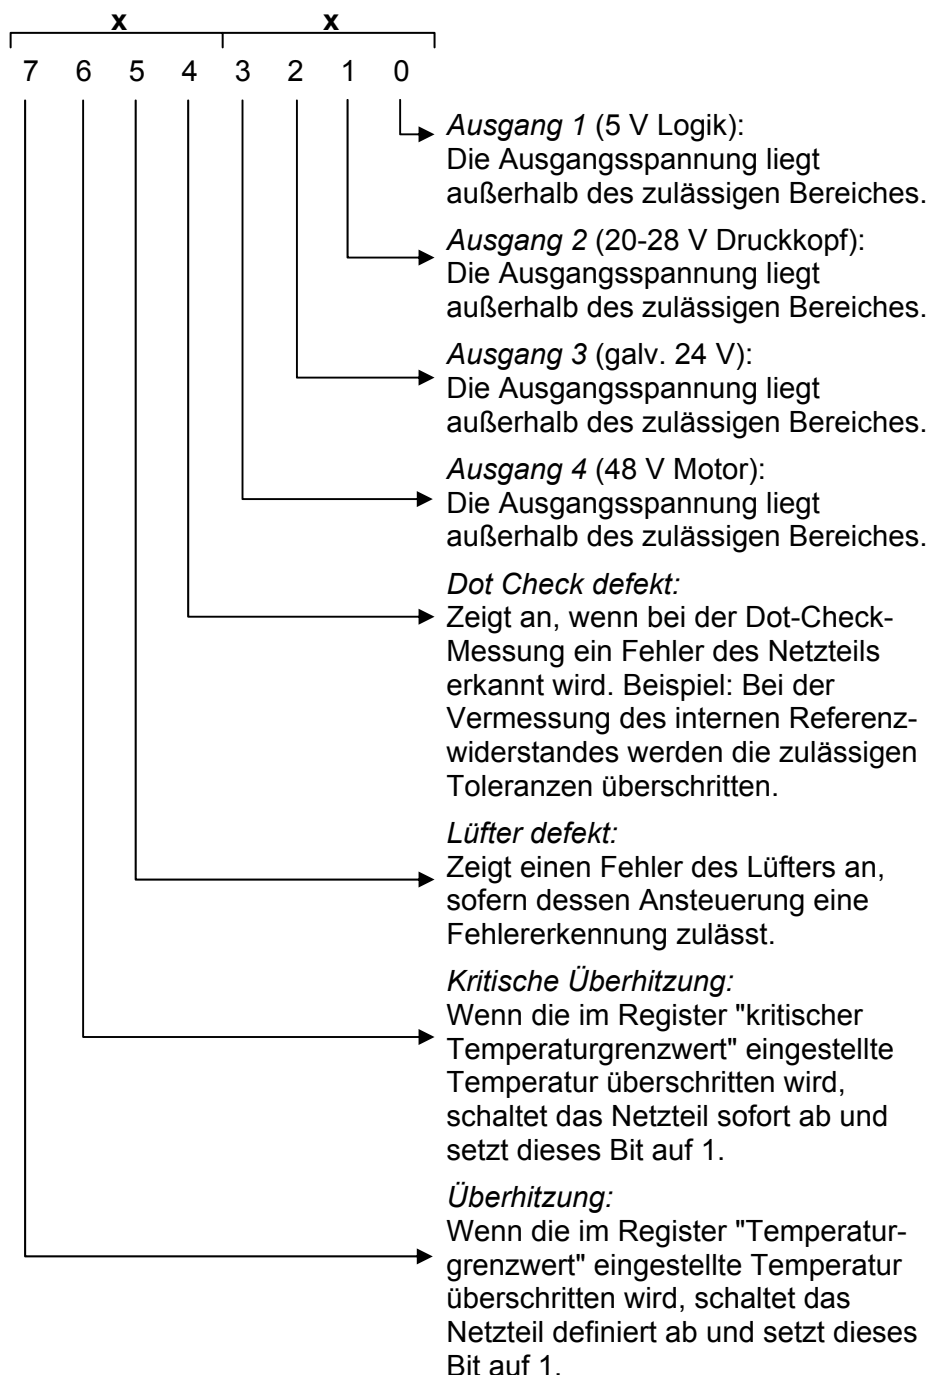 x x
7 6 5 4 3 2 1 0
Ausgang 1 (5 V Logik):
Die Ausgangsspannung liegt
außerhalb des zulässigen Bereiches.
Ausgang 2 (20-28 V Druckkopf):
Die Ausgangsspannung liegt
außerhalb des zulässigen Bereiches.
Ausgang 3 (galv. 24 V):
Die Ausgangsspannung liegt
außerhalb des zulässigen Bereiches.
Ausgang 4 (48 V Motor):
Die Ausgangsspannung liegt
außerhalb des zulässigen Bereiches.
Dot Check defekt:
Zeigt an, wenn bei der Dot-Check-
Messung ein Fehler des Netzteils
erkannt wird. Beispiel: Bei der
Vermessung des internen Referenz-
widerstandes werden die zulässigen
Toleranzen überschritten.
Lüfter defekt:
Zeigt einen Fehler des Lüfters an,
sofern dessen Ansteuerung eine
Fehlererkennung zulässt.
Kritische Überhitzung:
Wenn die im Register "kritischer
Temperaturgrenzwert" eingestellte
Temperatur überschritten wird,
schaltet das Netzteil sofort ab und
setzt dieses Bit auf 1.
Überhitzung:
Wenn die im Register "Temperatur-
grenzwert" eingestellte Temperatur
überschritten wird, schaltet das
Netzteil definiert ab und setzt dieses
Bit auf 1.